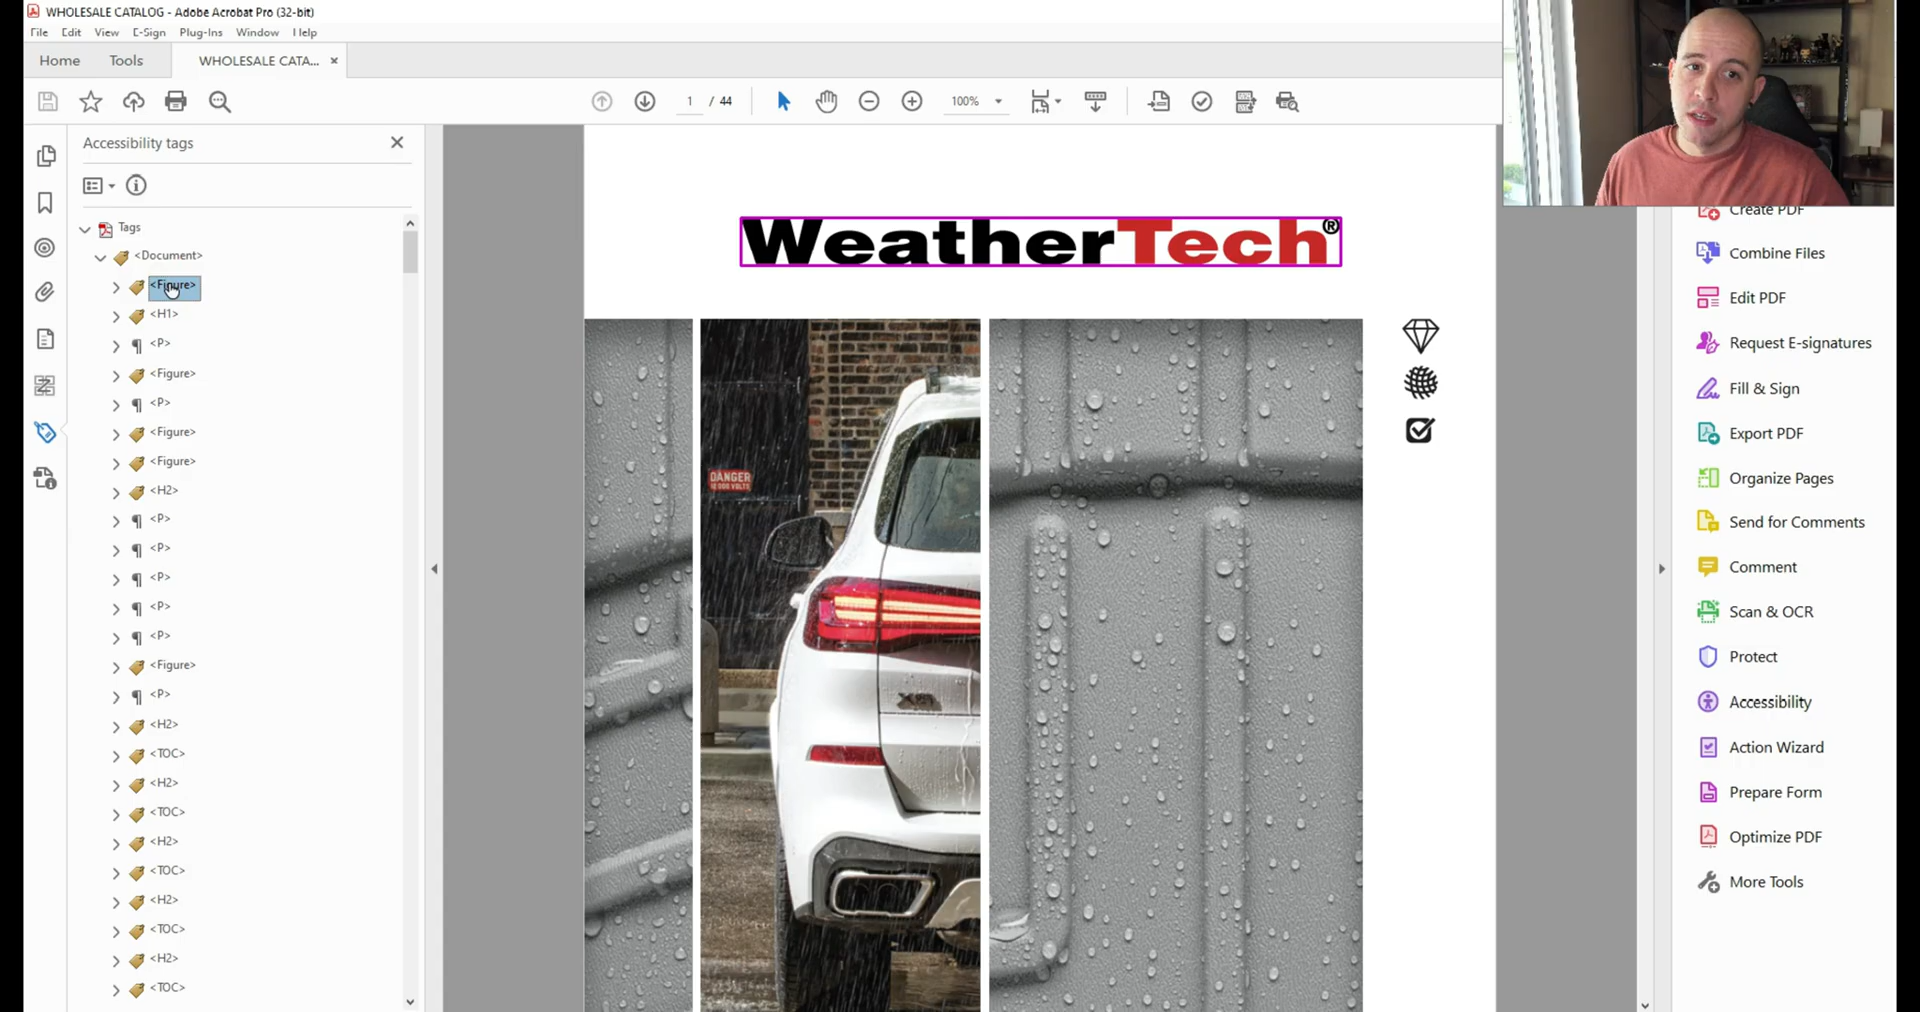 WHOLESALE CATALOG - Adobe Acrobat Pro (32-bit)
File Edit View E-Sign Plug-Ins Window Help
Home Tools WHOLESALE CATA... ×
1 / 44 100%
Accessibility tags
Tags
<Document>
<Figure>
<H1>
<P>
<Figure>
<P>
<Figure>
<Figure>
<H2>
<P>
<P>
<P>
<P>
<P>
<Figure>
<P>
<H2>
<TOC>
<H2>
<TOC>
<H2>
<TOC>
<H2>
<TOC>
<H2>
<TOC>
WeatherTech®
DANGER
12 000 VOLTS
Create PDF
Combine Files
Edit PDF
Request E-signatures
Fill & Sign
Export PDF
Organize Pages
Send for Comments
Comment
Scan & OCR
Protect
Accessibility
Action Wizard
Prepare Form
Optimize PDF
More Tools